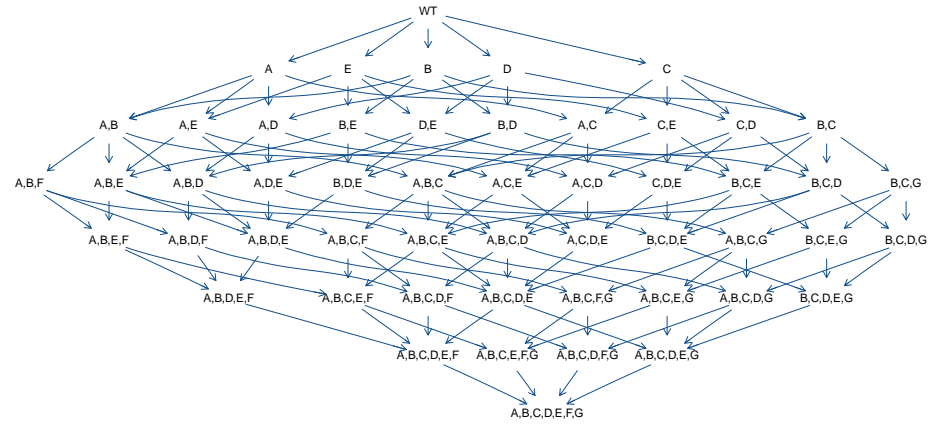 WT
A E B D C
A,B A,E A,D B,E D,E B,D A,C C,E C,D B,C
A,B,F A,B,E A,B,D A,D,E B,D,E A,B,C A,C,E A,C,D C,D,E B,C,E B,C,D B,C,G
A,B,E,F A,B,D,F A,B,D,E A,B,C,F A,B,C,E A,B,C,D A,C,D,E B,C,D,E A,B,C,G B,C,E,G B,C,D,G
A,B,D,E,F A,B,C,E,F A,B,C,D,F A,B,C,D,E A,B,C,F,G A,B,C,E,G A,B,C,D,G B,C,D,E,G
A,B,C,D,E,F A,B,C,E,F,G A,B,C,D,F,G A,B,C,D,E,G
A,B,C,D,E,F,G